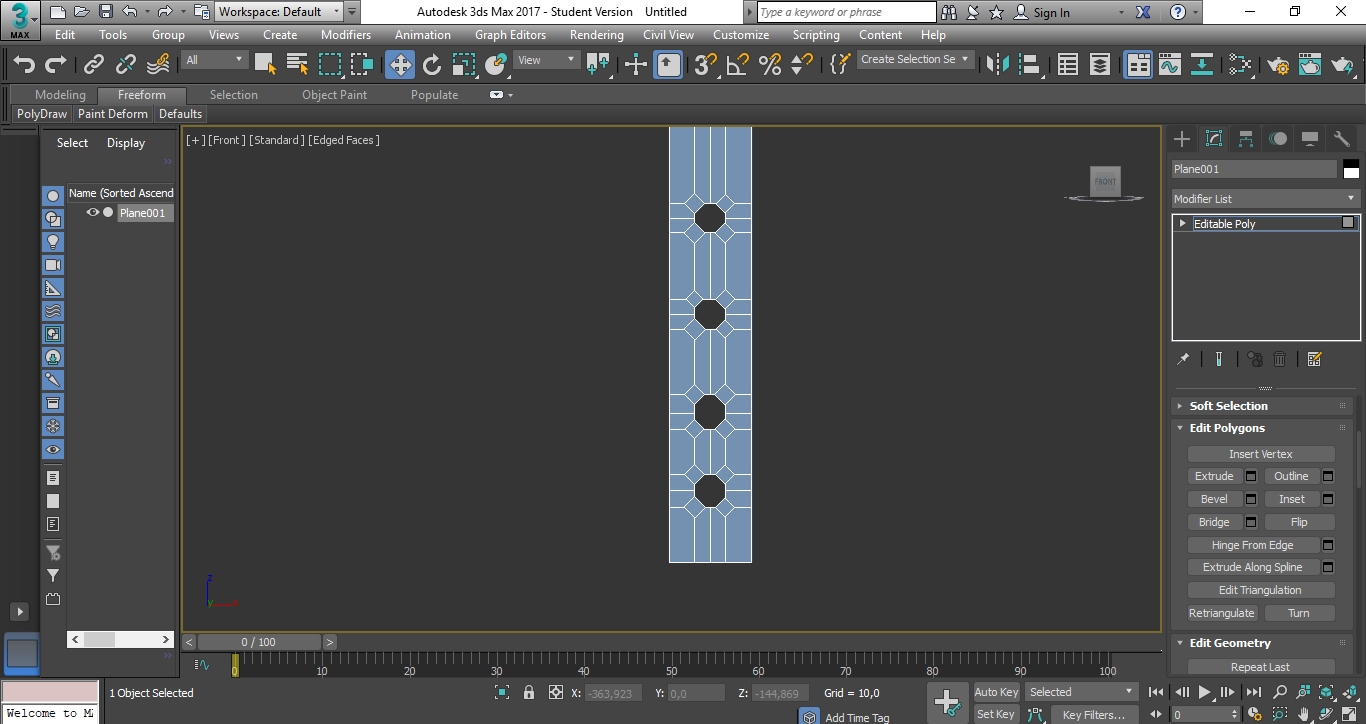 3
MAX
Workspace: Default
Autodesk 3ds Max 2017 - Student Version Untitled
Type a keyword or phrase
Sign In
Edit Tools Group Views Create Modifiers Animation Graph Editors Rendering Civil View Customize Scripting Content Help
All
View
3
Create Selection Se
Modeling Freeform Selection Object Paint Populate
PolyDraw Paint Deform Defaults
Select Display
Name (Sorted Ascend
Plane001
[+] [Front] [Standard] [Edged Faces]
FRONT
z
y
x
Plane001
Modifier List
Editable Poly
Soft Selection
Edit Polygons
Insert Vertex
Extrude Outline
Bevel Inset
Bridge Flip
Hinge From Edge
Extrude Along Spline
Edit Triangulation
Retriangulate Turn
Edit Geometry
Repeat Last
< 0 / 100 >
0 10 20 30 40 50 60 70 80 90 100
1 Object Selected
X: -363,923 Y: 0,0 Z: -144,869 Grid = 10,0
Auto Key Selected
Welcome to M
Add Time Tag
Set Key Key Filters...
0